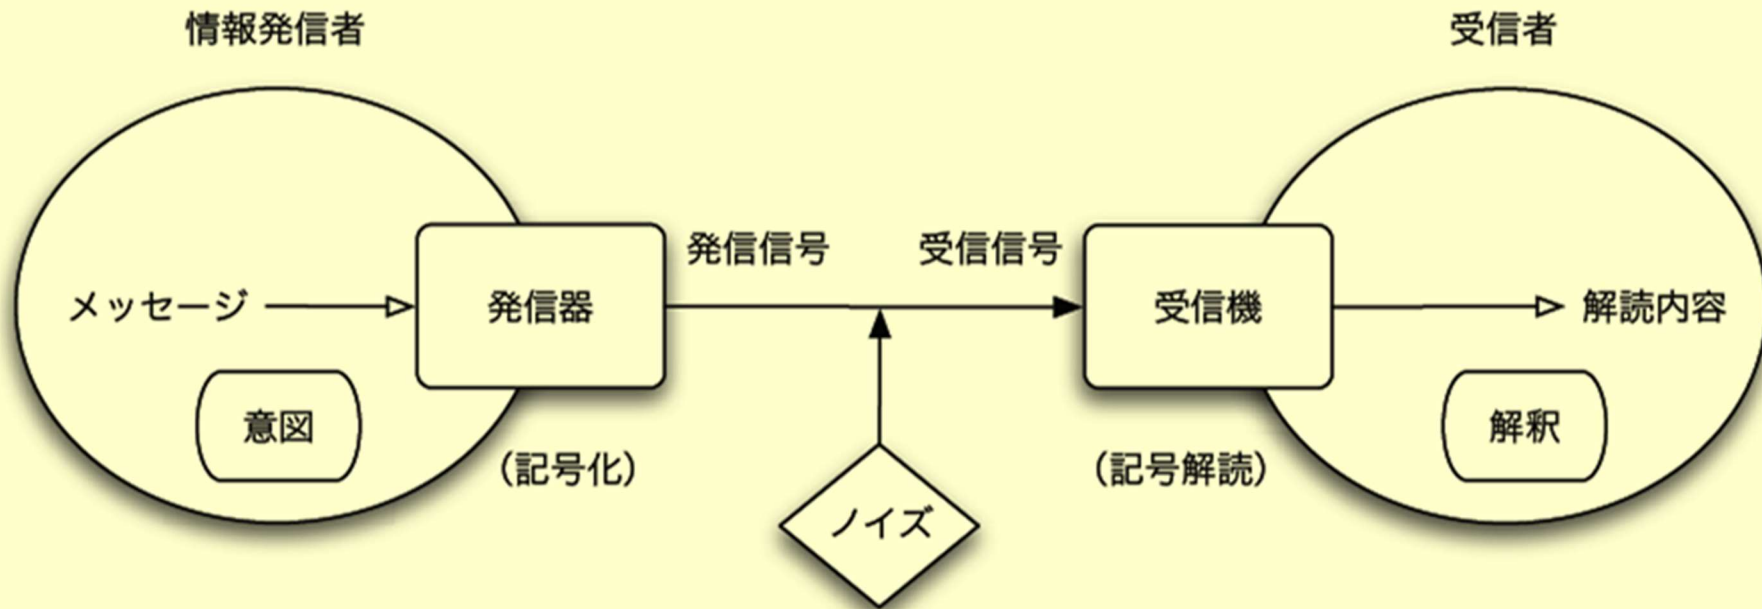 情報発信者
受信者
発信信号
受信信号
メッセージ
発信器
受信機
解読内容
意図
解釈
（記号化）
（記号解読）
ノイズ